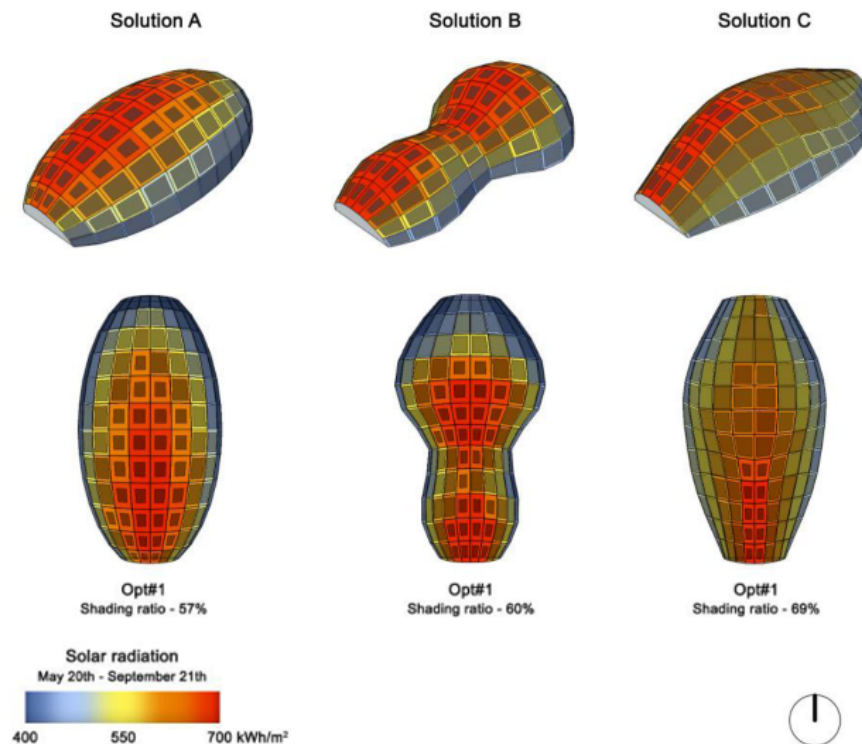 Solution A
Solution B
Solution C
Opt#1
Shading ratio - 57%
Opt#1
Shading ratio - 60%
Opt#1
Shading ratio - 69%
Solar radiation
May 20th - September 21th
400 550 700 kWh/m²